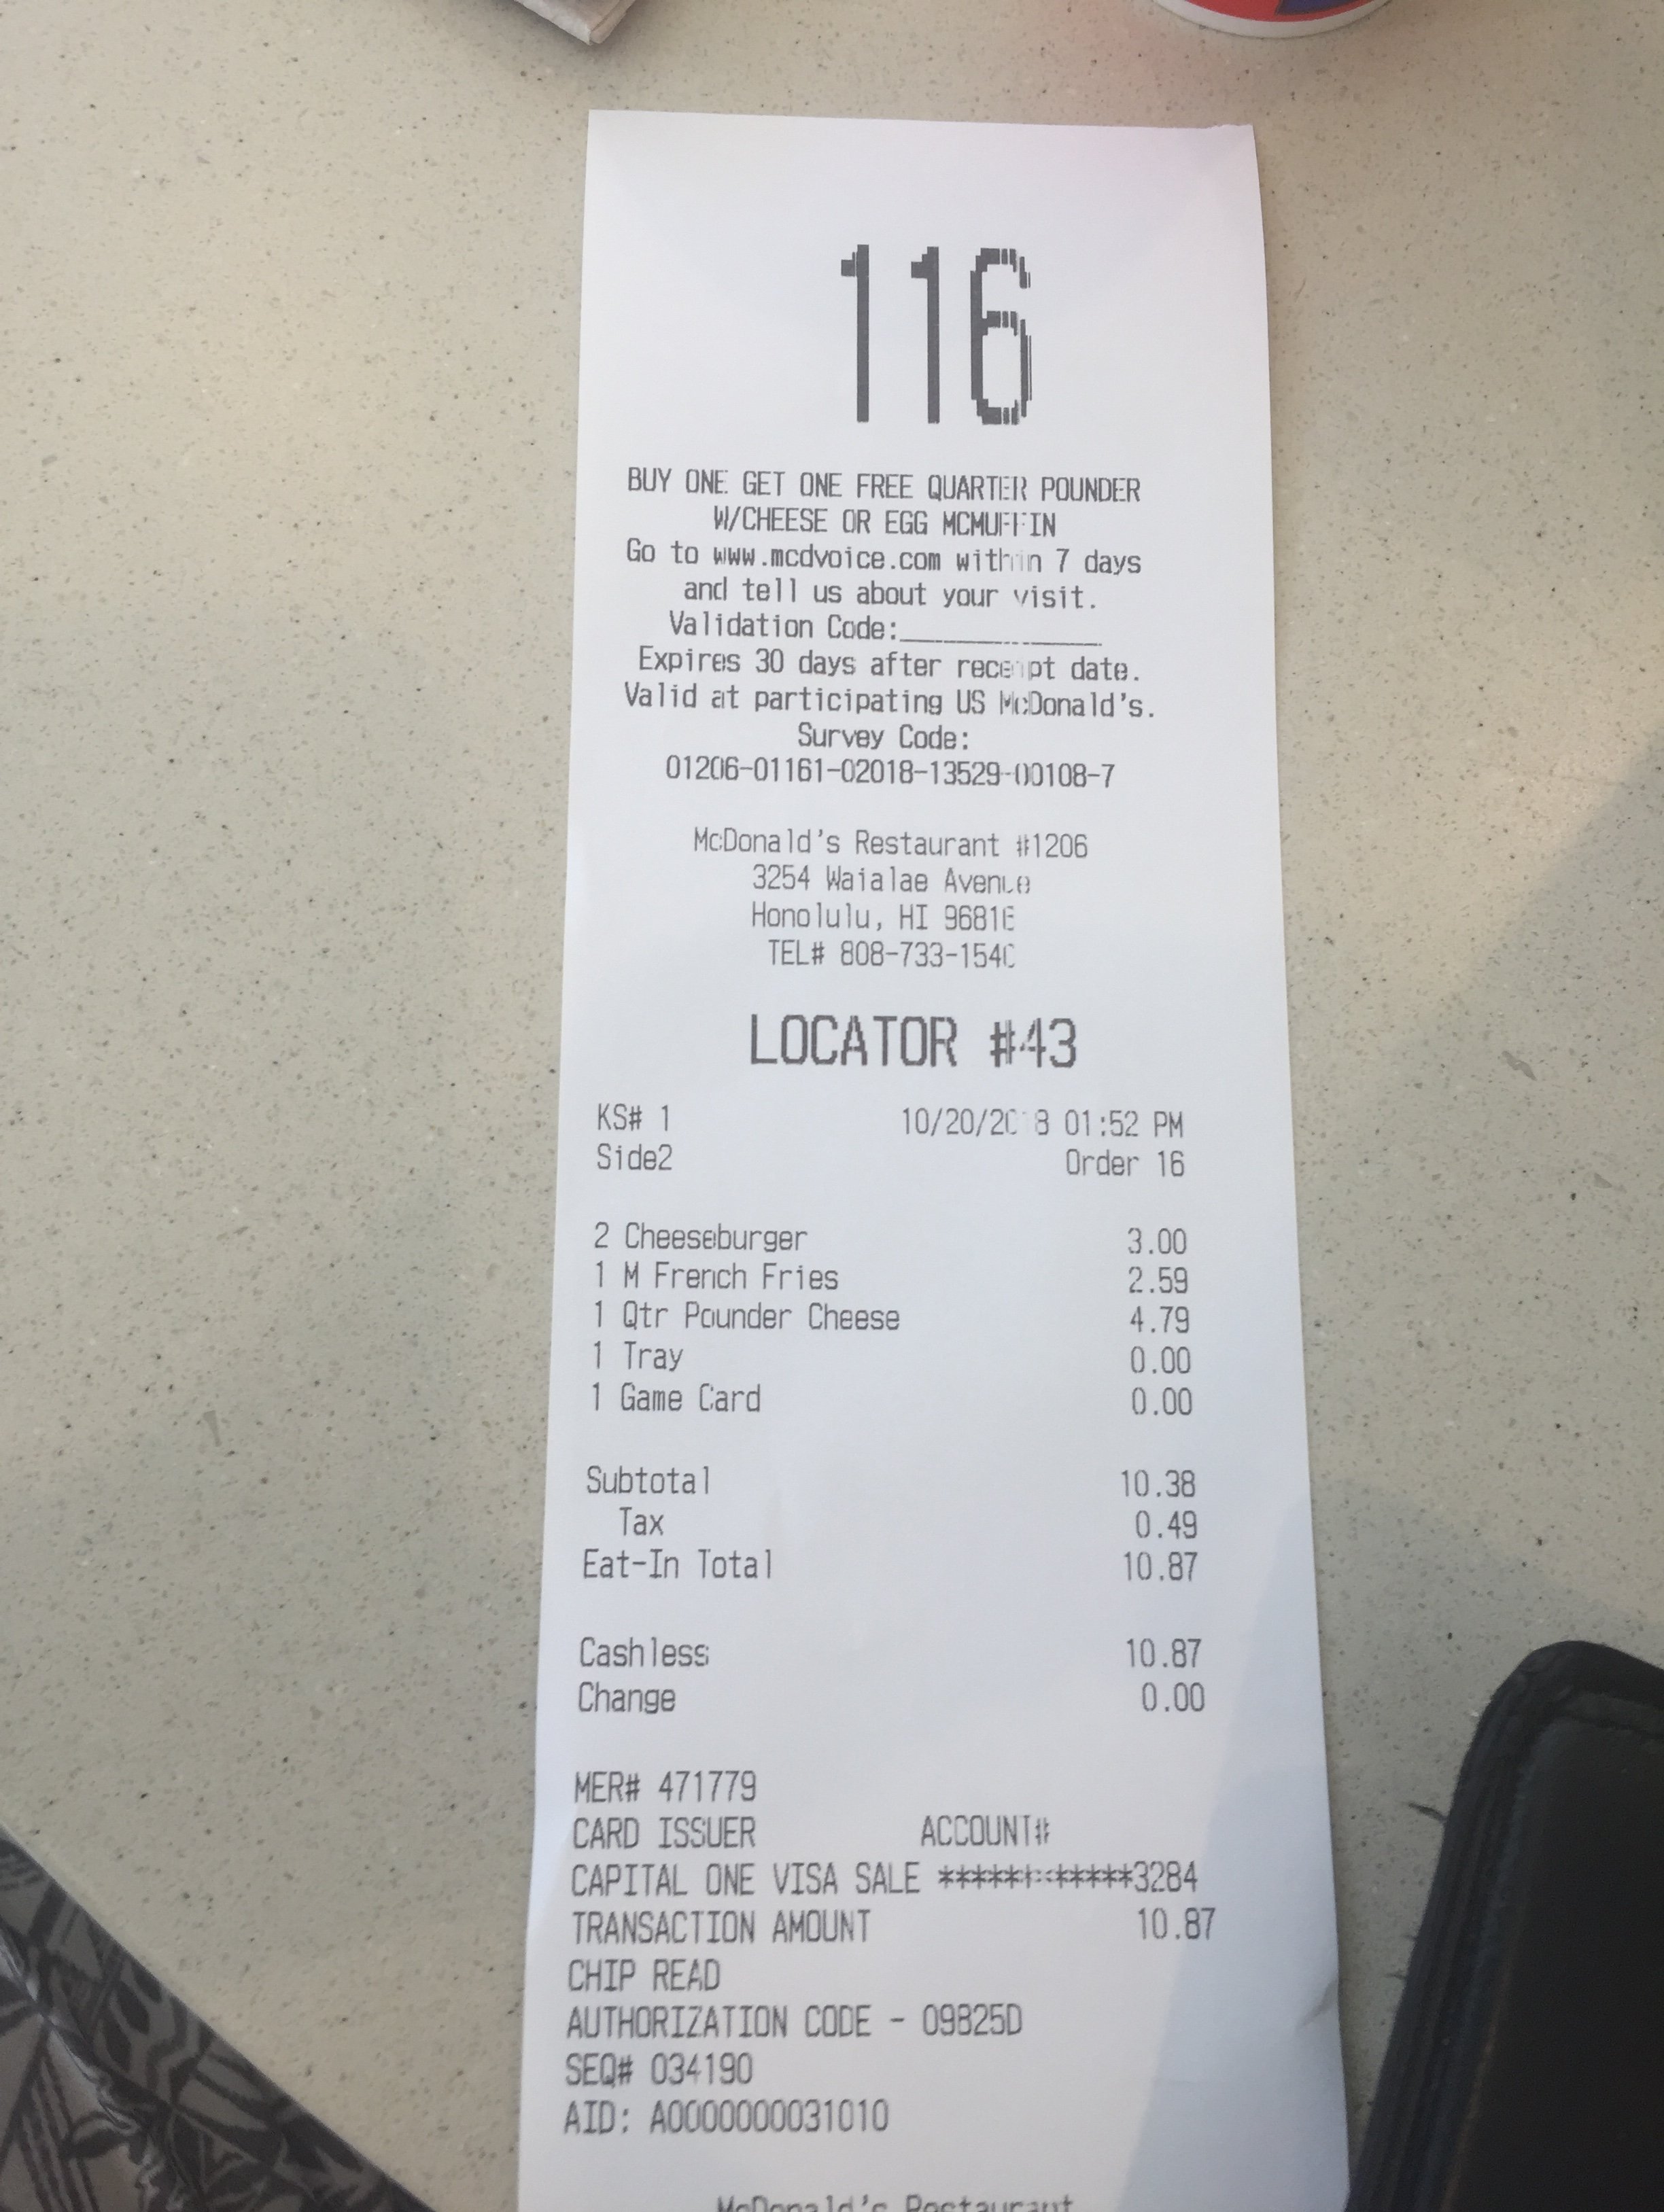 116
BUY ONE GET ONE FREE QUARTER POUNDER
W/CHEESE OR EGG MCMUFFIN
Go to www.mcdvoice.com within 7 days
and tell us about your visit.
Validation Code:____________
Expires 30 days after receipt date.
Valid at participating US McDonald's.
Survey Code:
01206-01161-02018-13529-00108-7
McDonald's Restaurant #1206
3254 Waialae Avenue
Honolulu, HI 96816
TEL# 808-733-1540
LOCATOR #43
KS# 1 10/20/2018 01:52 PM
Side2 Order 16
2 Cheeseburger 3.00
1 M French Fries 2.59
1 Qtr Pounder Cheese 4.79
1 Tray 0.00
1 Game Card 0.00
Subtotal 10.38
Tax 0.49
Eat-In Total 10.87
Cashless 10.87
Change 0.00
MER# 471779
CARD ISSUER ACCOUNT#
CAPITAL ONE VISA SALE ************3284
TRANSACTION AMOUNT 10.87
CHIP READ
AUTHORIZATION CODE - 09825D
SEQ# 034190
AID: A0000000031010
McDonald's Restaurant